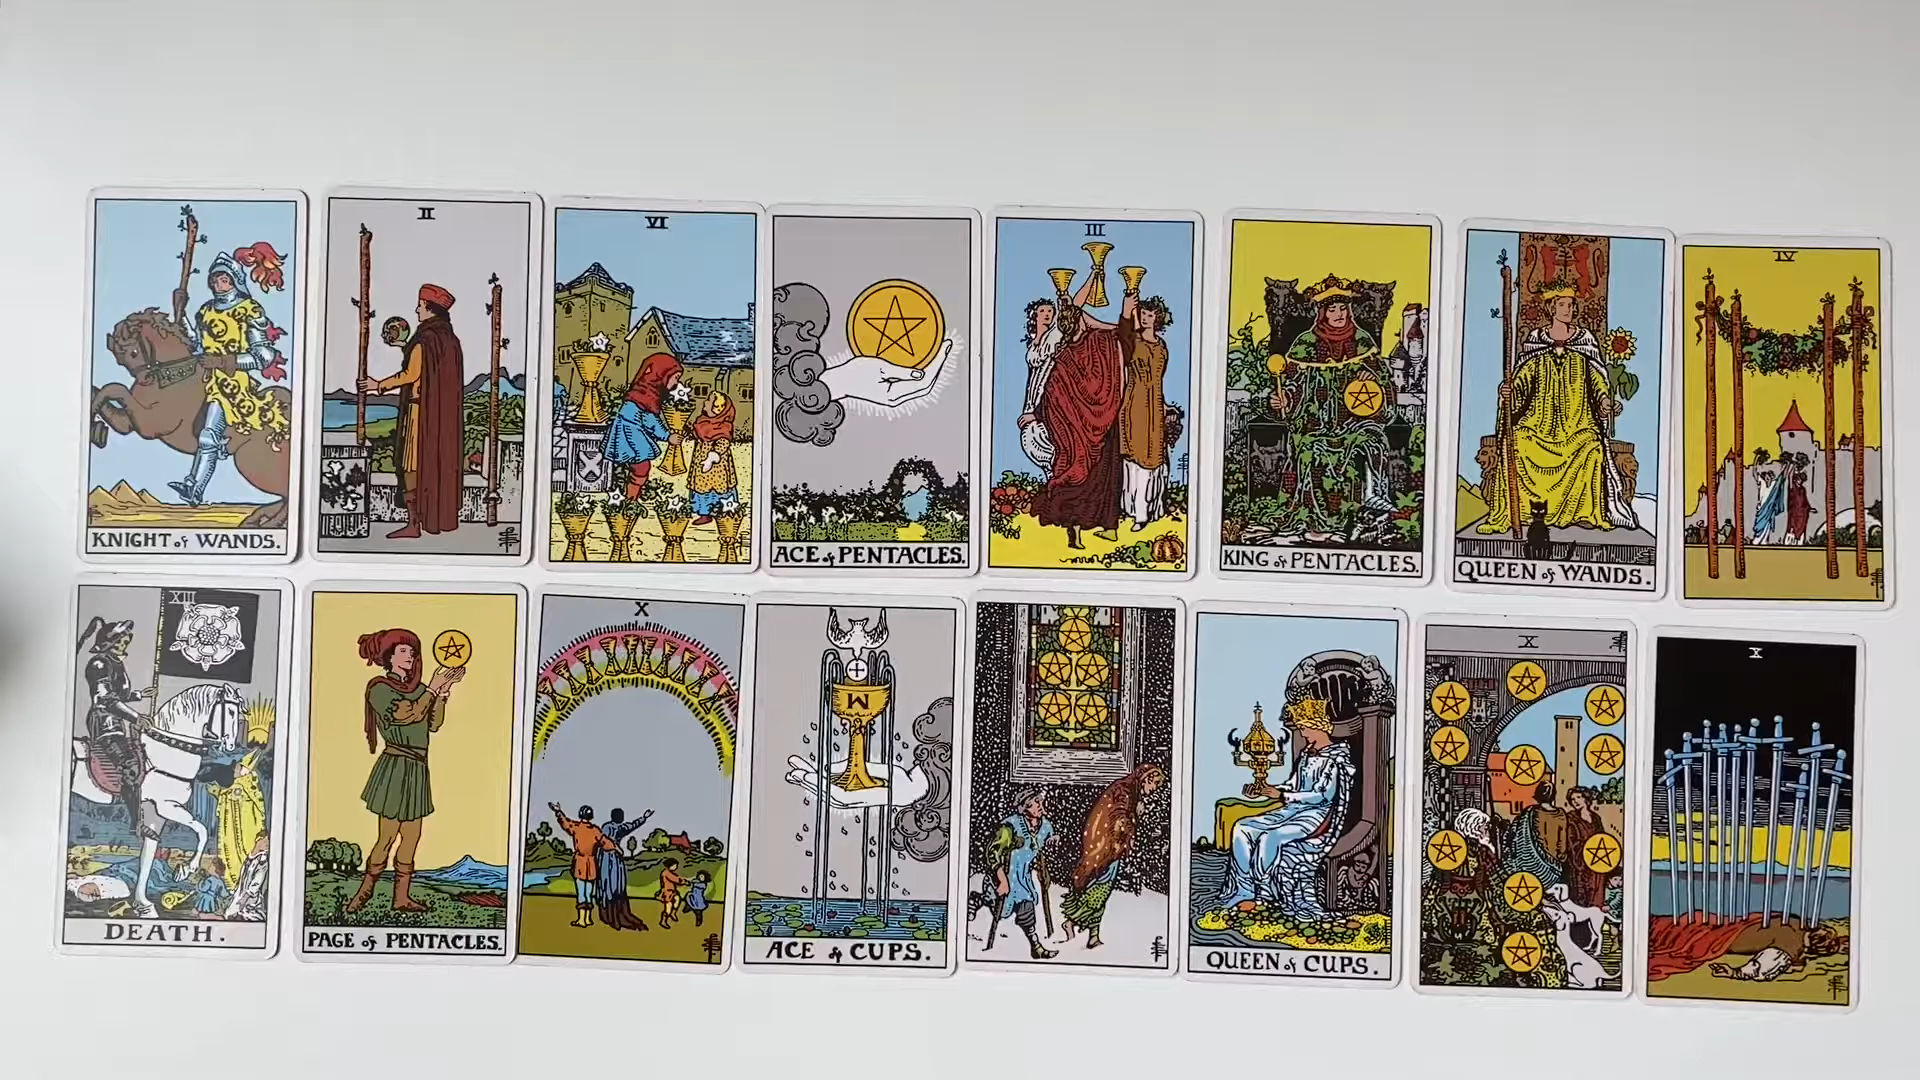 KNIGHT of WANDS.
II
VI
ACE of PENTACLES.
III
KING of PENTACLES.
QUEEN of WANDS.
IV
XIII
DEATH.
PAGE of PENTACLES.
X
M
ACE of CUPS.
QUEEN of CUPS.
X
X